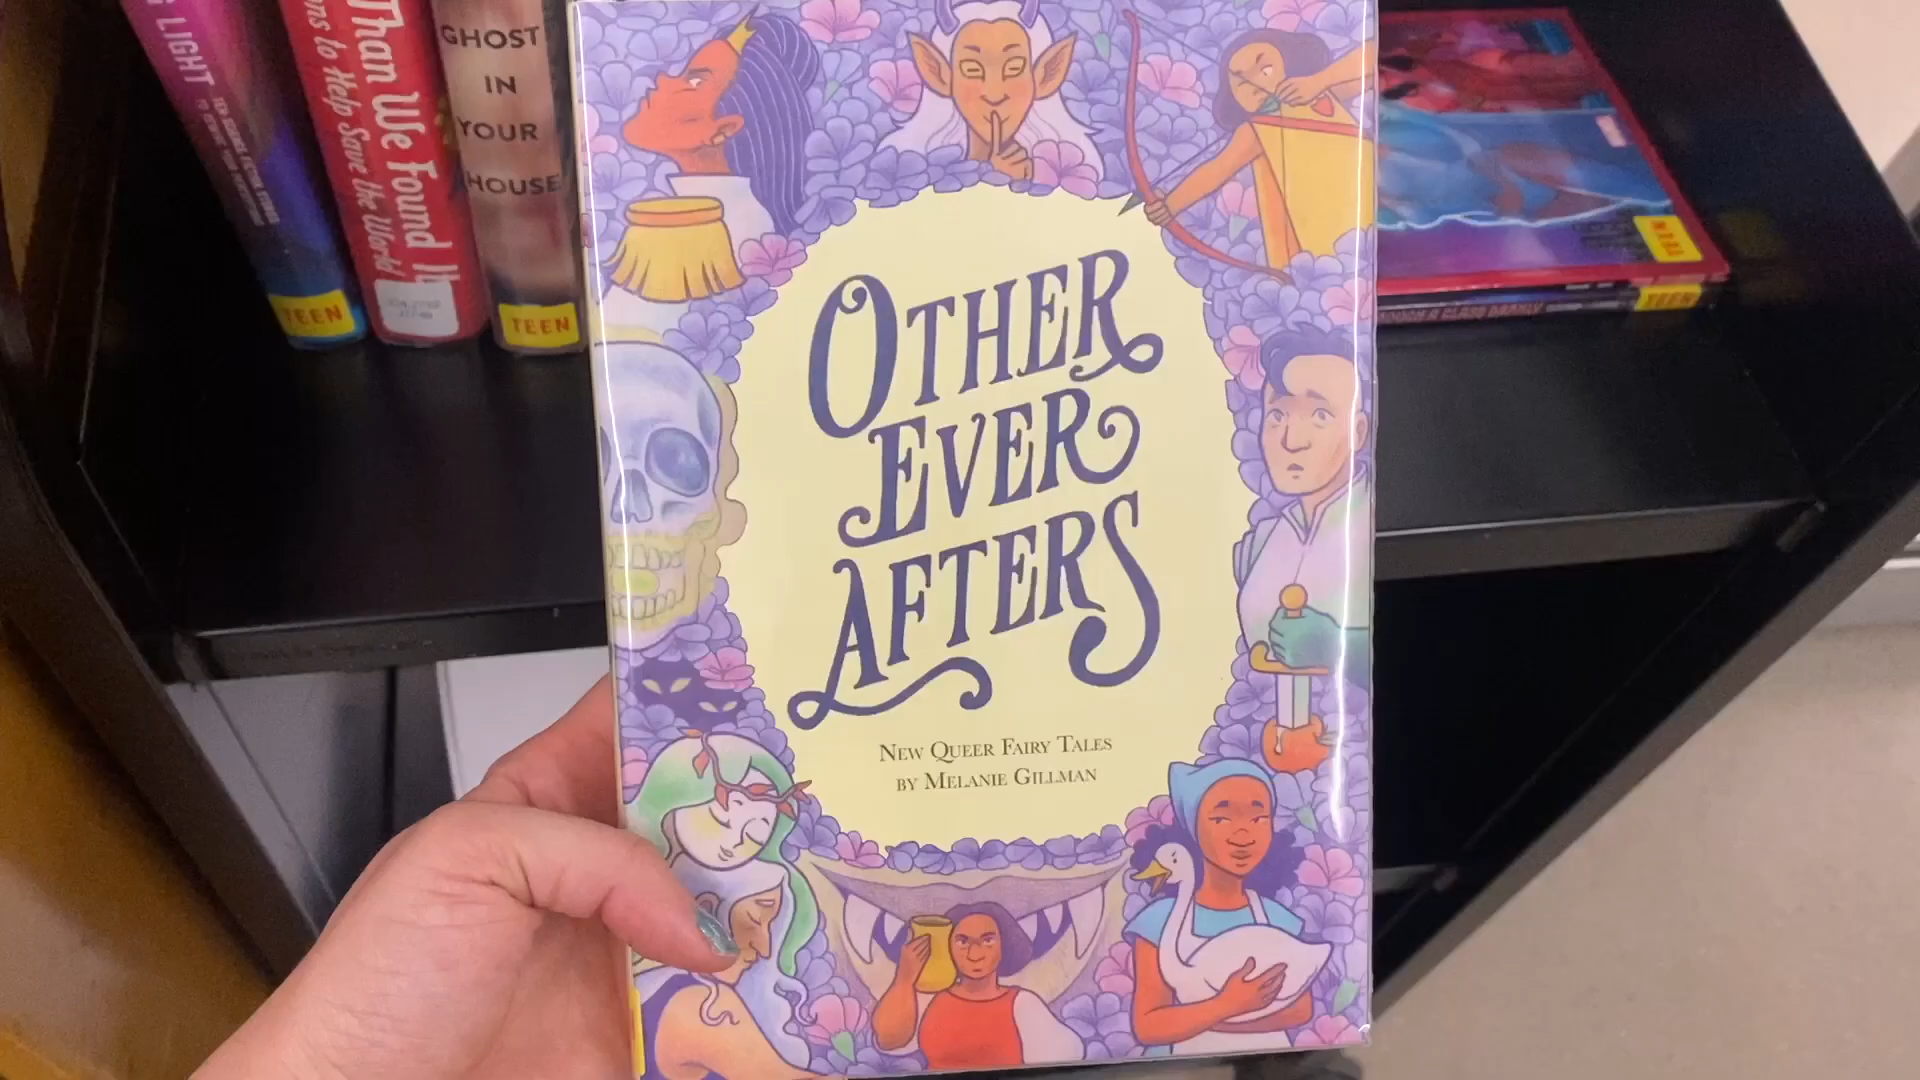 LIGHT
TEEN
Than We Found It
ns to Help Save the World
GHOST
IN
YOUR
HOUSE
TEEN
OTHER
EVER
AFTERS
NEW QUEER FAIRY TALES
BY MELANIE GILLMAN
TEEN